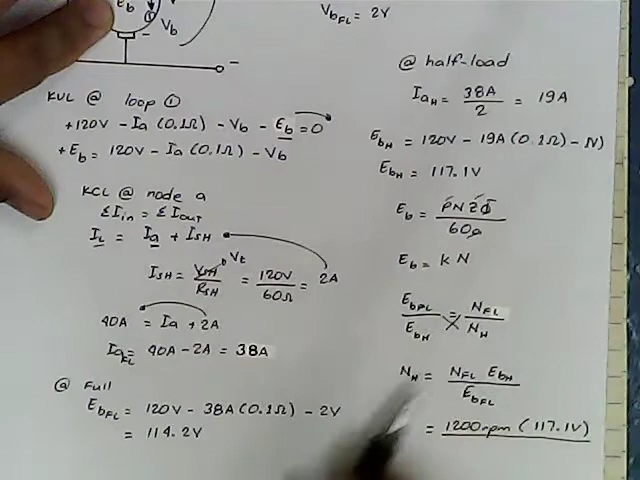 Eb
Vb
VbFL = 2V
KVL @ loop ①
+120V - Ia (0.1Ω) - Vb - Eb = 0
+ Eb = 120V - Ia (0.1Ω) - Vb
KCL @ node a
ΣIin = ΣIout
IL = Ia + ISH
ISH = VSH / RSH = 120V / 60Ω = 2A
Vt
40A = Ia + 2A
IaFL = 40A - 2A = 38A
@ Full
EbFL = 120V - 38A (0.1Ω) - 2V
= 114.2V
@ half-load
IaH = 38A / 2 = 19A
EbH = 120V - 19A (0.1Ω) - 1V
EbH = 117.1V
Eb = PNZΦ / 60a
Eb = k N
EbFL / EbH = NFL / NH
NH = NFL EbH / EbFL
= 1200rpm (117.1V)